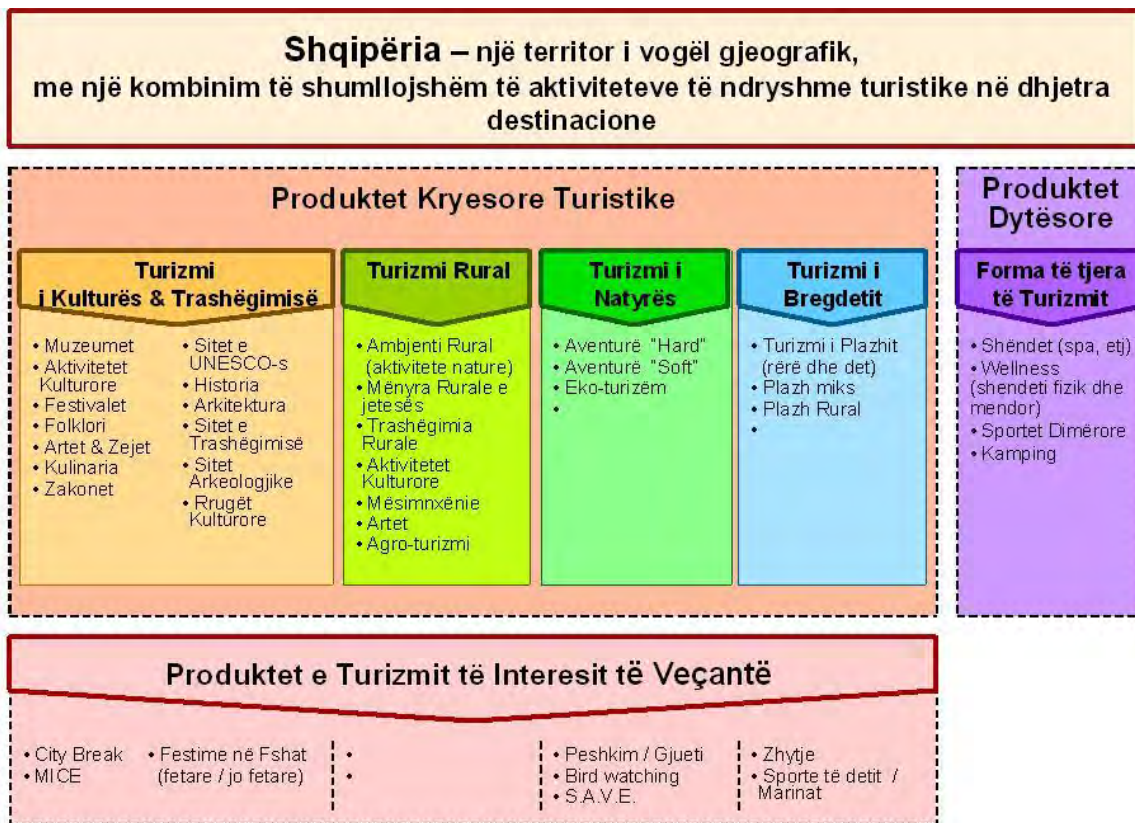 Shqipëria – një territor i vogël gjeografik,
me një kombinim të shumllojshëm të aktiviteteve të ndryshme turistike në dhjetra
destinacione
Produktet Kryesore Turistike
Turizmi
i Kulturës & Trashëgimisë
• Muzeumet
• Aktivitetet
Kulturore
• Festivalet
• Folklori
• Artet & Zejet
• Kulinaria
• Zakonet
• Sitet e
UNESCO-s
• Historia
• Arkitektura
• Sitet e
Trashëgimisë
• Sitet
Arkeologjike
• Rrugët
Kulturore
Turizmi Rural
• Ambjenti Rural
(aktivitete nature)
• Mënyra Rurale e
jetesës
• Trashëgimia
Rurale
• Aktivitetet
Kulturore
• Mësimnxënie
• Artet
• Agro-turizmi
Turizmi i
Natyrës
• Aventurë "Hard"
• Aventurë "Soft"
• Eko-turizëm
•
Turizmi i
Bregdetit
• Turizmi i Plazhit
(rërë dhe det)
• Plazh miks
• Plazh Rural
•
Produktet
Dytësore
Forma të tjera
të Turizmit
• Shëndet (spa, etj)
• Wellness
(shendeti fizik dhe
mendor)
• Sportet Dimërore
• Kamping
Produktet e Turizmit të Interesit të Veçantë
• City Break
• MICE
• Festime në Fshat
(fetare / jo fetare)
•
•
• Peshkim / Gjueti
• Bird watching
• S.A.V.E.
• Zhytje
• Sporte të detit /
Marinat